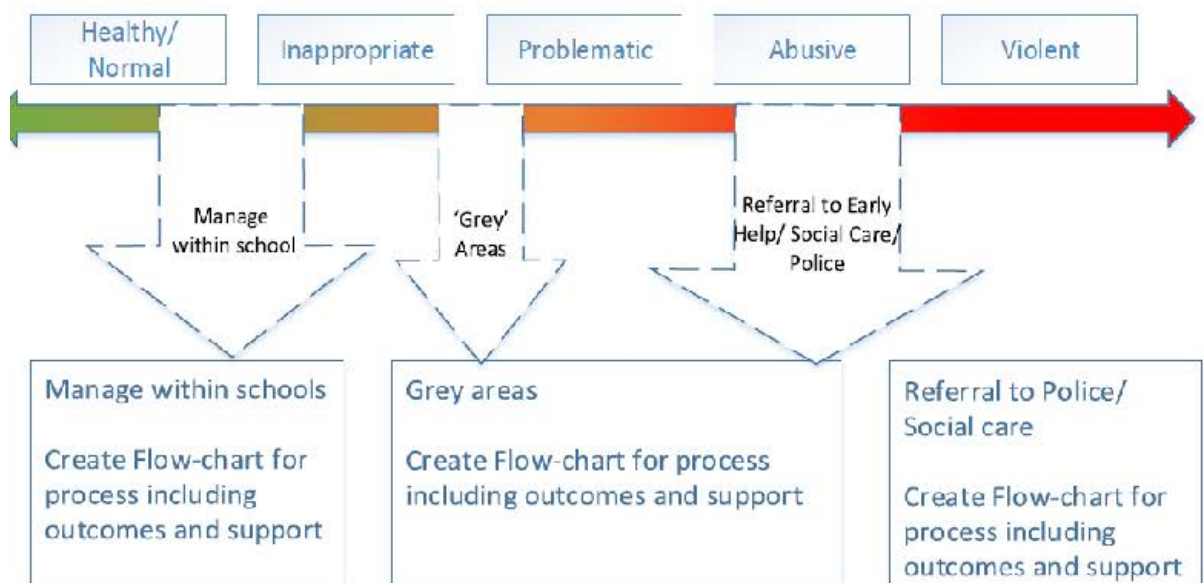 Healthy/
Normal
Inappropriate
Problematic
Abusive
Violent
Manage
within school
‘Grey’
Areas
Referral to Early
Help/ Social Care/
Police
Manage within schools
Create Flow-chart for
process including
outcomes and support
Grey areas
Create Flow-chart for process
including outcomes and support
Referral to Police/
Social care
Create Flow-chart for
process including
outcomes and support